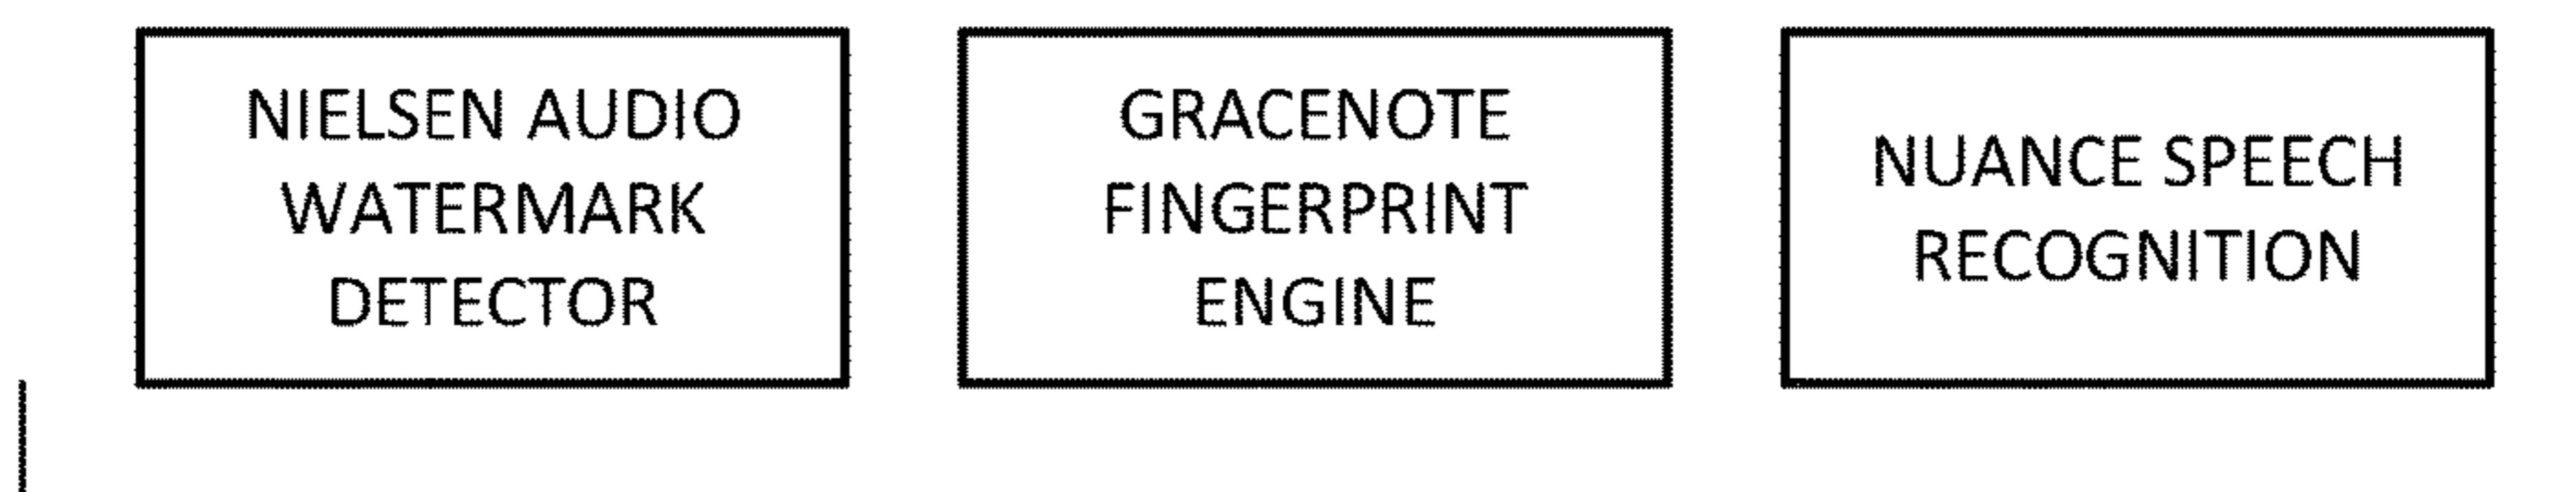 NIELSEN AUDIO
WATERMARK
DETECTOR
GRACENOTE
FINGERPRINT
ENGINE
NUANCE SPEECH
RECOGNITION